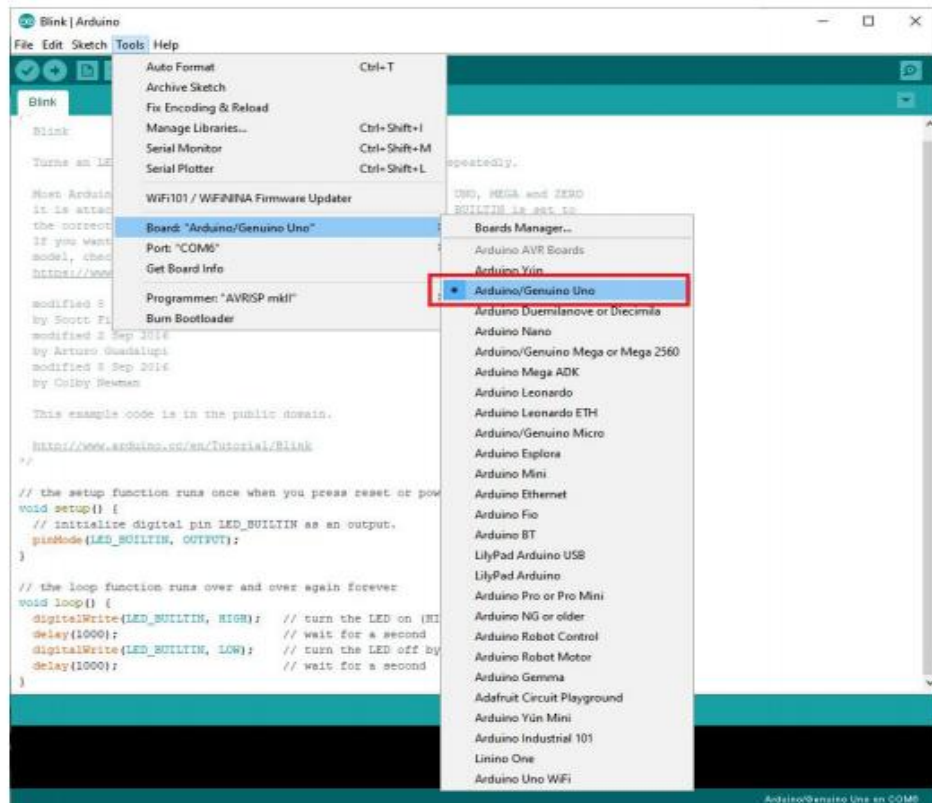 Blink | Arduino
File Edit Sketch Tools Help
Auto Format Ctrl+T
Archive Sketch
Fix Encoding & Reload
Manage Libraries... Ctrl+Shift+I
Serial Monitor Ctrl+Shift+M
Serial Plotter Ctrl+Shift+L
WiFi101 / WiFiNINA Firmware Updater
Board: "Arduino/Genuino Uno"
Port: "COM6"
Get Board Info
Programmer: "AVRISP mkII"
Burn Bootloader
Boards Manager...
Arduino AVR Boards
Arduino Yún
Arduino/Genuino Uno
Arduino Duemilanove or Diecimila
Arduino Nano
Arduino/Genuino Mega or Mega 2560
Arduino Mega ADK
Arduino Leonardo
Arduino Leonardo ETH
Arduino/Genuino Micro
Arduino Esplora
Arduino Mini
Arduino Ethernet
Arduino Fio
Arduino BT
LilyPad Arduino USB
LilyPad Arduino
Arduino Pro or Pro Mini
Arduino NG or older
Arduino Robot Control
Arduino Robot Motor
Arduino Gemma
Adafruit Circuit Playground
Arduino Yún Mini
Arduino Industrial 101
Linino One
Arduino Uno WiFi
Blink
Blink
Turns an LE epeatedly.
Most Arduin UNO, MEGA and ZERO
it is attac BUILTIN is set to
the correct
If you want
model, chec
https://www
modified 8
by Scott Fi
modified 2 Sep 2016
by Arturo Guadalupi
modified 8 Sep 2016
by Colby Newman
This example code is in the public domain.
http://www.arduino.cc/en/Tutorial/Blink
*/
// the setup function runs once when you press reset or pow
void setup() {
// initialize digital pin LED_BUILTIN as an output.
pinMode(LED_BUILTIN, OUTPUT);
}
// the loop function runs over and over again forever
void loop() {
digitalWrite(LED_BUILTIN, HIGH); // turn the LED on (HI
delay(1000); // wait for a second
digitalWrite(LED_BUILTIN, LOW); // turn the LED off by
delay(1000); // wait for a second
}
Arduino/Genuino Uno on COM6